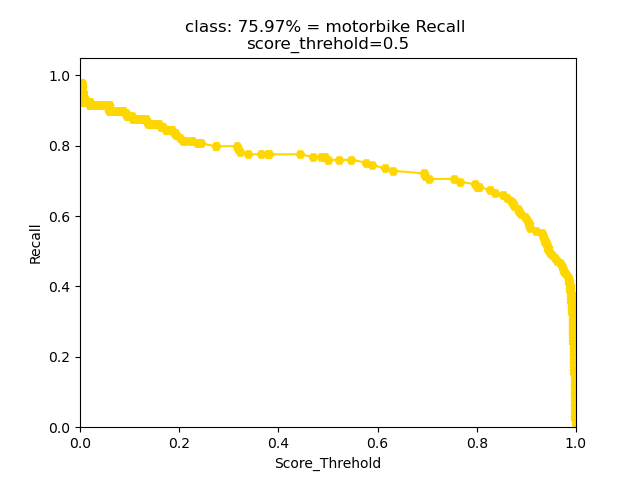 class: 75.97% = motorbike Recall
score_threhold=0.5
1.0
0.8
0.6
0.4
0.2
0.0
Recall
0.0 0.2 0.4 0.6 0.8 1.0
Score_Threhold